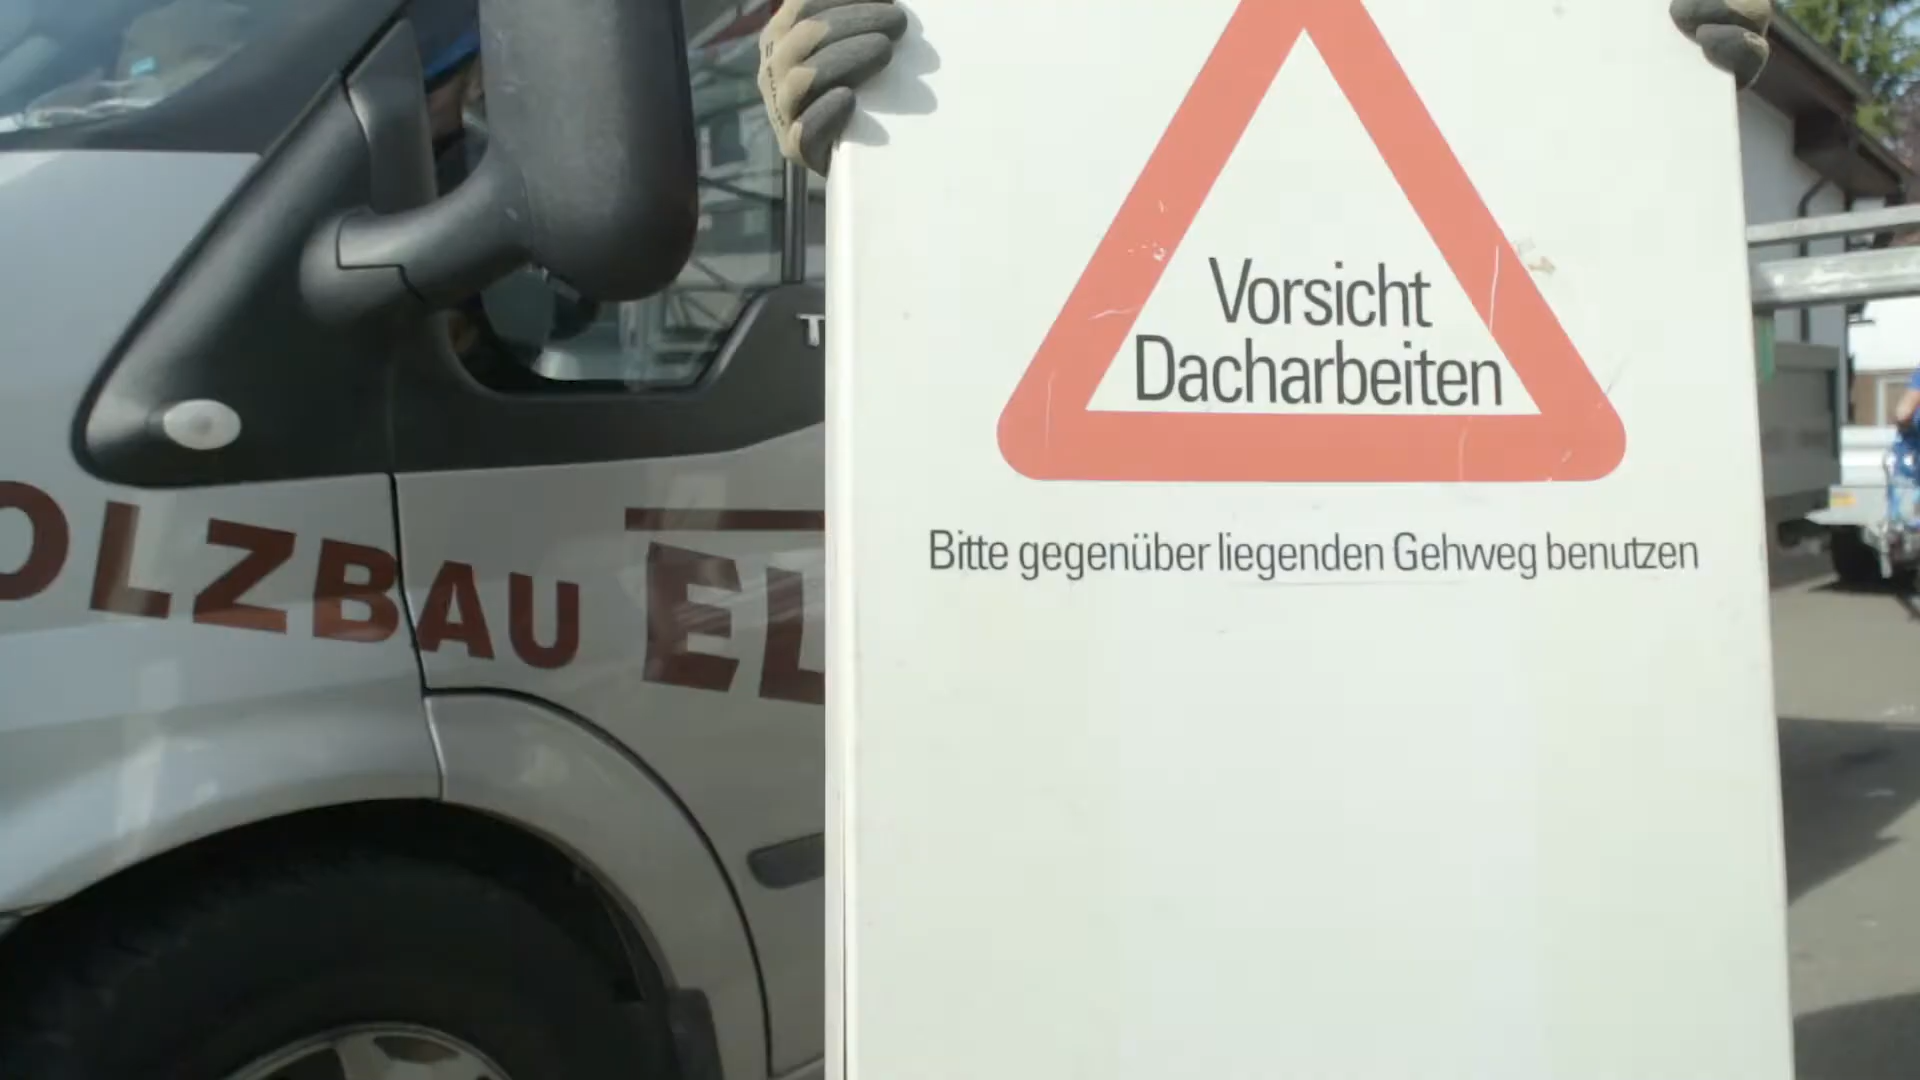 Vorsicht
Dacharbeiten
Bitte gegenüber liegenden Gehweg benutzen
OLZBAU EL